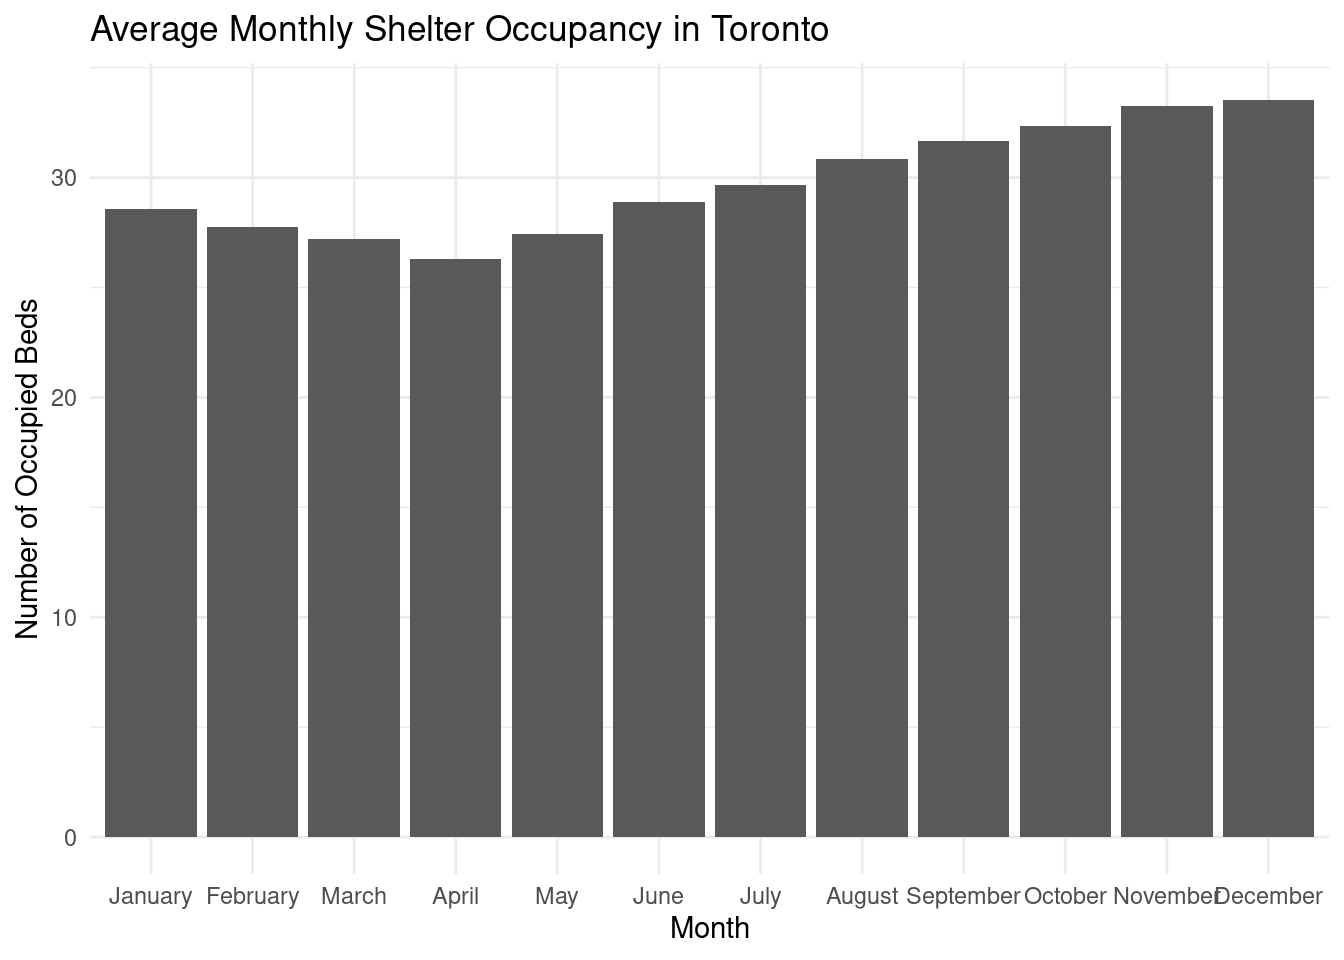 Average Monthly Shelter Occupancy in Toronto
Number of Occupied Beds
30
20
10
0
January February March April May June July August September October November December
Month